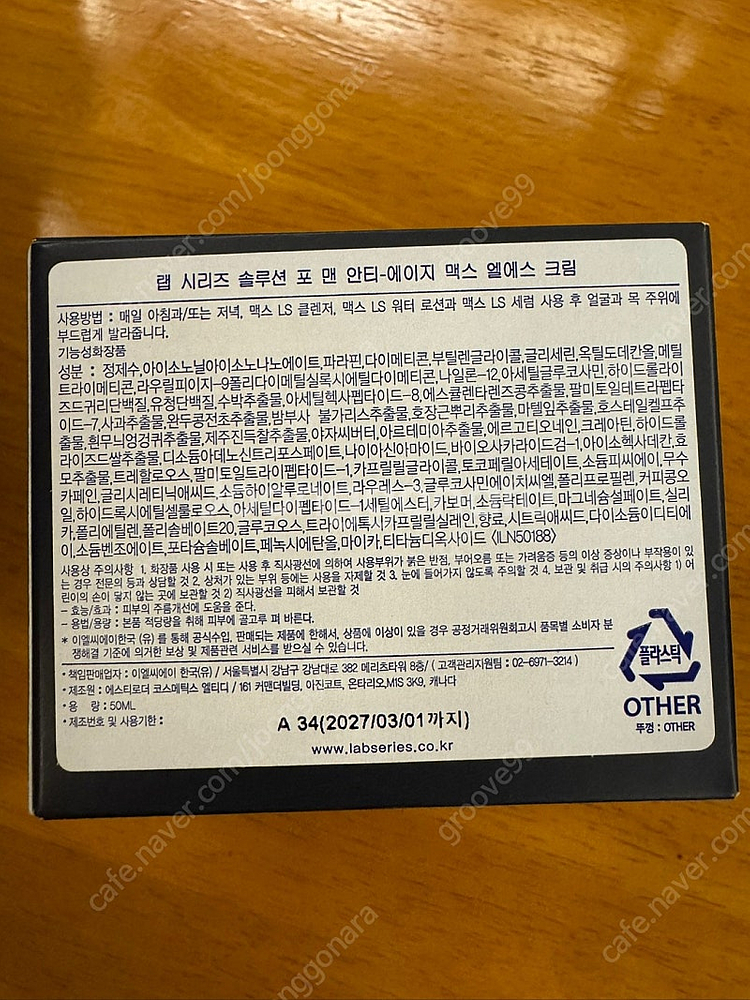 랩 시리즈 솔루션 포 맨 안티-에이지 맥스 엘에스 크림
사용방법 : 매일 아침과/또는 저녁, 맥스 LS 클렌저, 맥스 LS 워터 로션과 맥스 LS 세럼 사용 후 얼굴과 목 주위에
부드럽게 발라줍니다.
기능성화장품
성분 : 정제수,아이소노닐아이소노나노에이트,파라핀,다이메티콘,부틸렌글라이콜,글리세린,옥틸도데칸올,메틸
트라이메티콘,라우릴피이지-9폴리다이메틸실록시에틸다이메티콘,나일론-12,아세틸글루코사민,하이드롤라이
즈드귀리단백질,유청단백질,수박추출물,아세틸헥사펩타이드-8,에스큘렌타렌즈콩추출물,팔미토일테트라펩타
이드-7,사과추출물,완두콩전초추출물,밤부사 불가리스추출물,호장근뿌리추출물,마텔잎추출물,호스테일켈프추
출물,흰무늬엉겅퀴추출물,제주진득찰추출물,야자씨버터,아르테미아추출물,에르고티오네인,크레아틴,하이드롤
라이즈드쌀추출물,디소듐아데노신트리포스페이트,나이아신아마이드,바이오사카라이드검-1,아이소헥사데칸,효
모추출물,트레할로오스,팔미토일트라이펩타이드-1,카프릴릴글라이콜,토코페릴아세테이트,소듐피씨에이,무수
카페인,글리시레티닉애씨드,소듐하이알루로네이트,라우레스-3,글루코사민에이치씨엘,폴리프로필렌,커피콩오
일,하이드록시에틸셀룰로오스,아세틸다이펩타이드-1세틸에스터,카보머,소듐락테이트,마그네슘설페이트,실리
카,폴리에틸렌,폴리솔베이트20,글루코오스,트라이에톡시카프릴릴실레인,향료,시트릭애씨드,다이소듐이디티에
이,소듐벤조에이트,포타슘솔베이트,페녹시에탄올,마이카,티타늄디옥사이드 <ILN50188>
사용상 주의사항 1. 화장품 사용 시 또는 사용 후 직사광선에 의하여 사용부위가 붉은 반점, 부어오름 또는 가려움증 등의 이상 증상이나 부작용이 있
는 경우 전문의 등과 상담할 것 2. 상처가 있는 부위 등에는 사용을 자제할 것 3. 눈에 들어가지 않도록 주의할 것 4. 보관 및 취급 시의 주의사항 1) 어
린이의 손이 닿지 않는 곳에 보관할 것 2) 직사광선을 피해서 보관할 것
- 효능/효과 : 피부의 주름개선에 도움을 준다.
- 용법/용량 : 본품 적당량을 취해 피부에 골고루 펴 바른다.
* 이엘씨에이한국 (유) 를 통해 공식수입, 판매되는 제품에 한해서, 상품에 이상이 있을 경우 공정거래위원회고시 품목별 소비자 분
쟁해결 기준에 의거한 보상 및 제품관련 서비스를 받으실 수 있습니다.
• 책임판매업자 : 이엘씨에이 한국(유) / 서울특별시 강남구 강남대로 382 메리츠타워 8층/ ( 고객관리지원팀 : 02-6971-3214 )
• 제조원 : 에스티로더 코스메틱스 엘티디 / 161 커맨더빌딩, 아진코트, 온타리오,M1S 3K9, 캐나다
• 용 량 : 50ML
• 제조번호 및 사용기한 :
A 34(2027/03/01까지)
www.labseries.co.kr
플라스틱
OTHER
뚜껑 : OTHER
cafe.naver.com/joonggonara
groove99